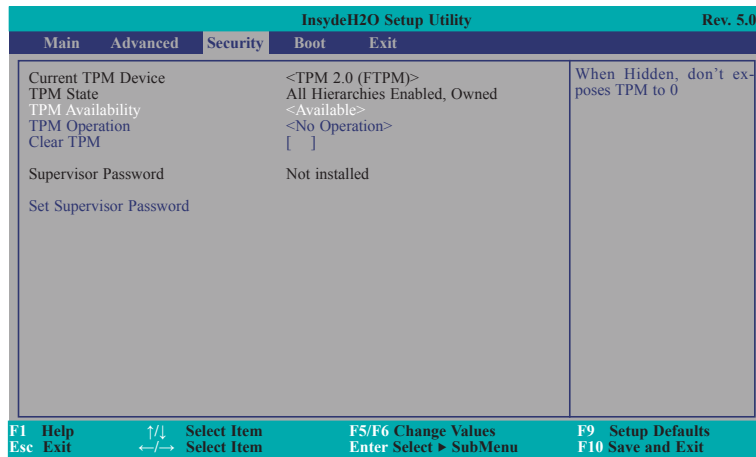 InsydeH2O Setup Utility Rev. 5.0
Main Advanced Security Boot Exit
Current TPM Device <TPM 2.0 (FTPM)>
TPM State All Hierarchies Enabled, Owned
TPM Availability <Available>
TPM Operation <No Operation>
Clear TPM [ ]
Supervisor Password Not installed
Set Supervisor Password
When Hidden, don't ex-
poses TPM to 0
F1 Help ↑/↓ Select Item F5/F6 Change Values F9 Setup Defaults
Esc Exit ←/→ Select Item Enter Select ► SubMenu F10 Save and Exit